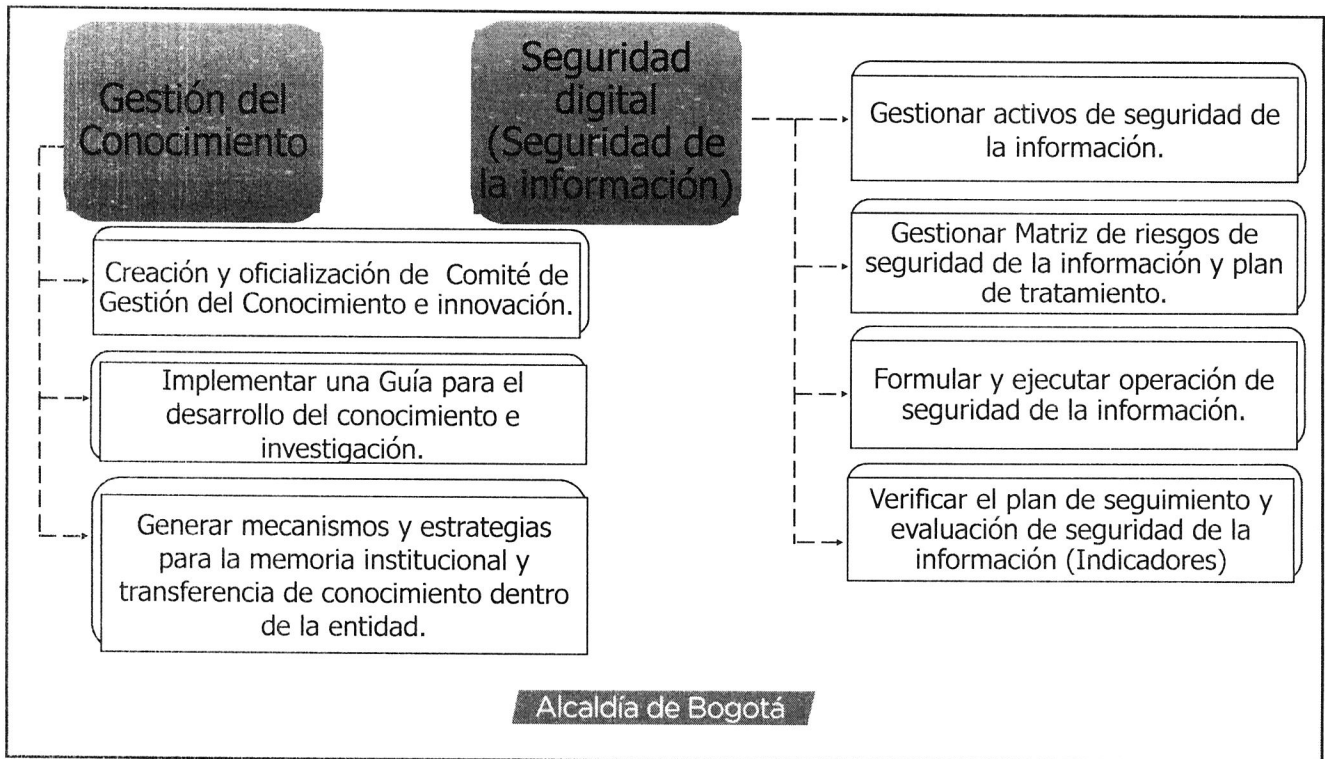 Gestión del
Conocimiento
Creación y oficialización de Comité de
Gestión del Conocimiento e innovación.
Implementar una Guía para el
desarrollo del conocimiento e
investigación.
Generar mecanismos y estrategias
para la memoria institucional y
transferencia de conocimiento dentro
de la entidad.
Seguridad
digital
(Seguridad de
la información)
Gestionar activos de seguridad de
la información.
Gestionar Matriz de riesgos de
seguridad de la información y plan
de tratamiento.
Formular y ejecutar operación de
seguridad de la información.
Verificar el plan de seguimiento y
evaluación de seguridad de la
información (Indicadores)
Alcaldía de Bogotá